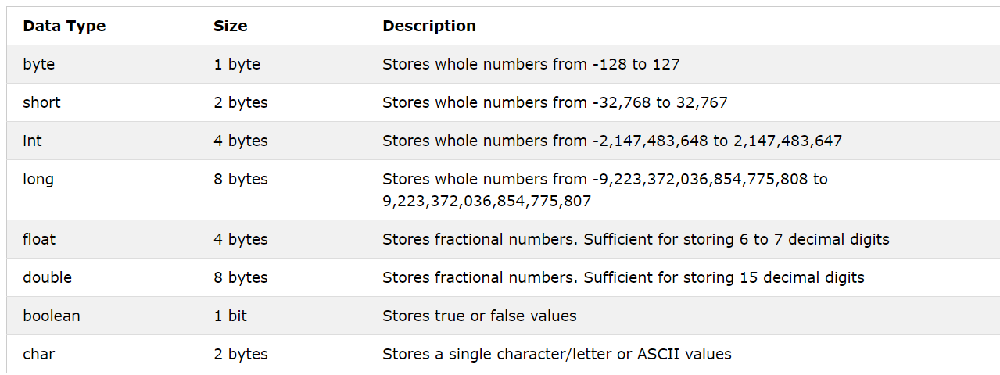 Data Type Size Description
byte 1 byte Stores whole numbers from -128 to 127
short 2 bytes Stores whole numbers from -32,768 to 32,767
int 4 bytes Stores whole numbers from -2,147,483,648 to 2,147,483,647
long 8 bytes Stores whole numbers from -9,223,372,036,854,775,808 to
9,223,372,036,854,775,807
float 4 bytes Stores fractional numbers. Sufficient for storing 6 to 7 decimal digits
double 8 bytes Stores fractional numbers. Sufficient for storing 15 decimal digits
boolean 1 bit Stores true or false values
char 2 bytes Stores a single character/letter or ASCII values